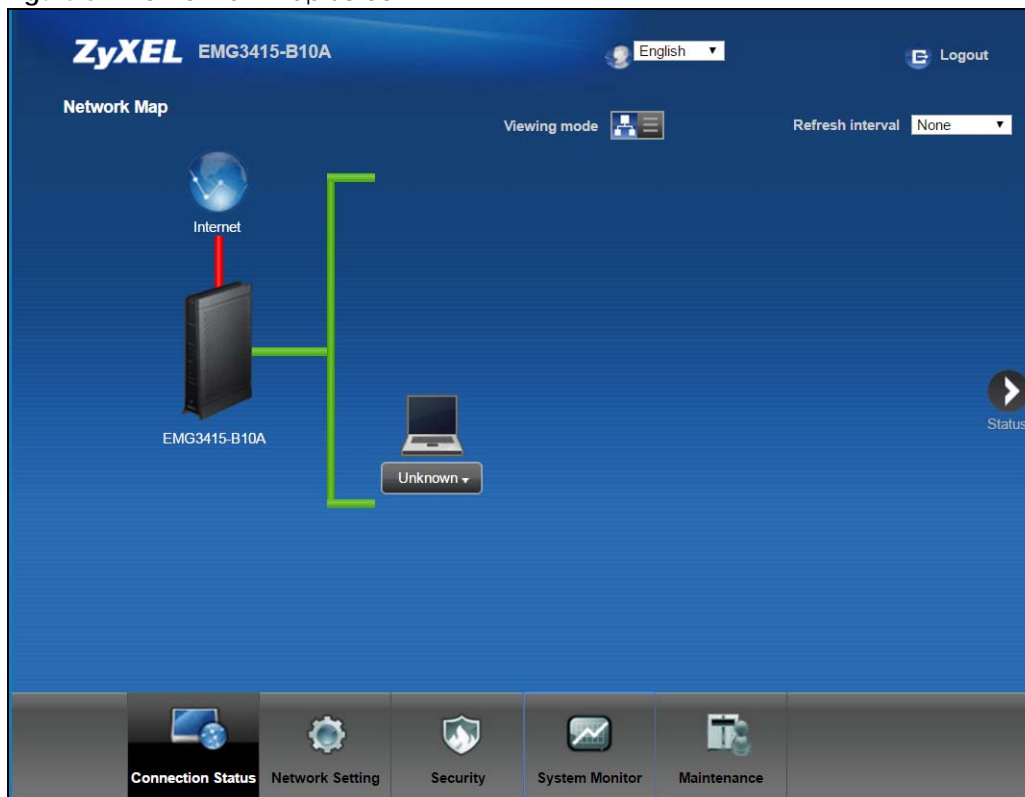 ZyXEL EMG3415-B10A
English
Logout
Network Map
Viewing mode
Refresh interval None
Internet
EMG3415-B10A
Unknown
Status
Connection Status
Network Setting
Security
System Monitor
Maintenance